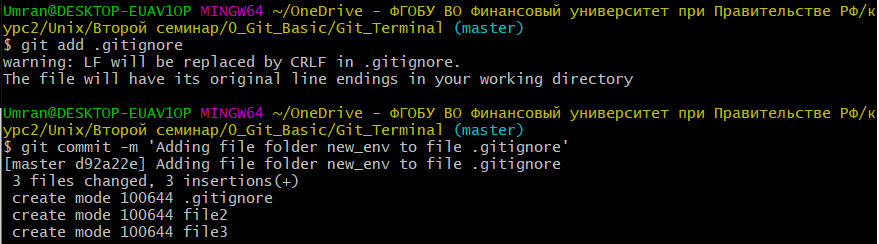 Umran@DESKTOP-EUAV1OP MINGW64 ~/OneDrive - ФГОБУ ВО Финансовый университет при Правительстве РФ/к
урс2/Unix/Второй семинар/0_Git_Basic/Git_Terminal (master)
$ git add .gitignore
warning: LF will be replaced by CRLF in .gitignore.
The file will have its original line endings in your working directory
Umran@DESKTOP-EUAV1OP MINGW64 ~/OneDrive - ФГОБУ ВО Финансовый университет при Правительстве РФ/к
урс2/Unix/Второй семинар/0_Git_Basic/Git_Terminal (master)
$ git commit -m 'Adding file folder new_env to file .gitignore'
[master d92a22e] Adding file folder new_env to file .gitignore
 3 files changed, 3 insertions(+)
 create mode 100644 .gitignore
 create mode 100644 file2
 create mode 100644 file3